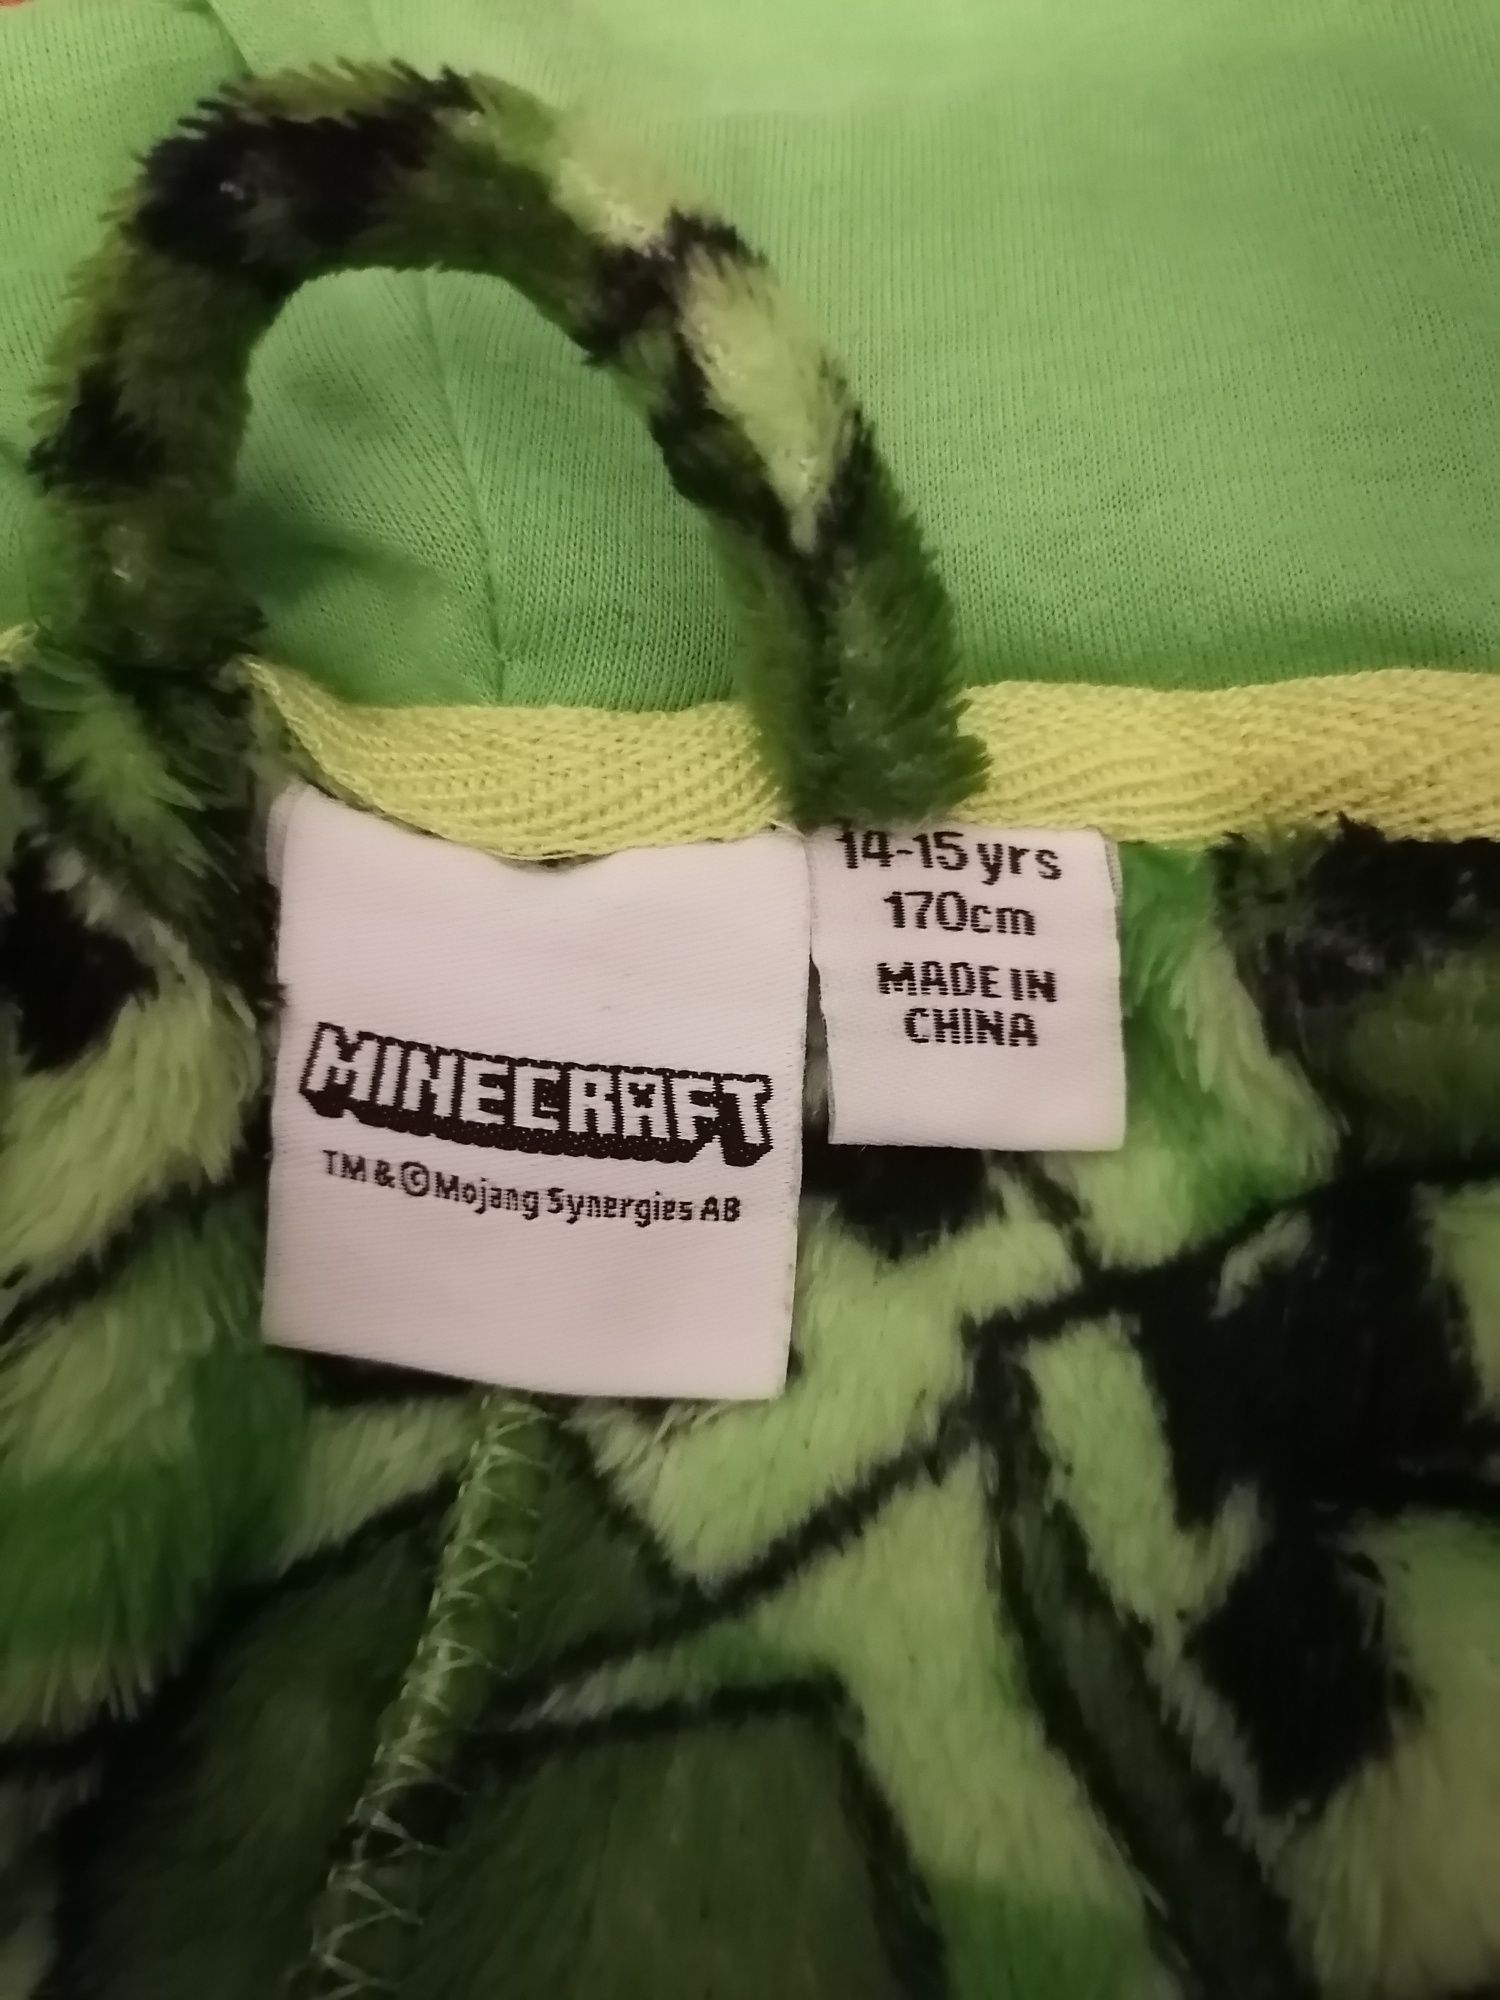 MINECRAFT
TM & ©Mojang Synergies AB
14-15 yrs
170cm
MADE IN
CHINA